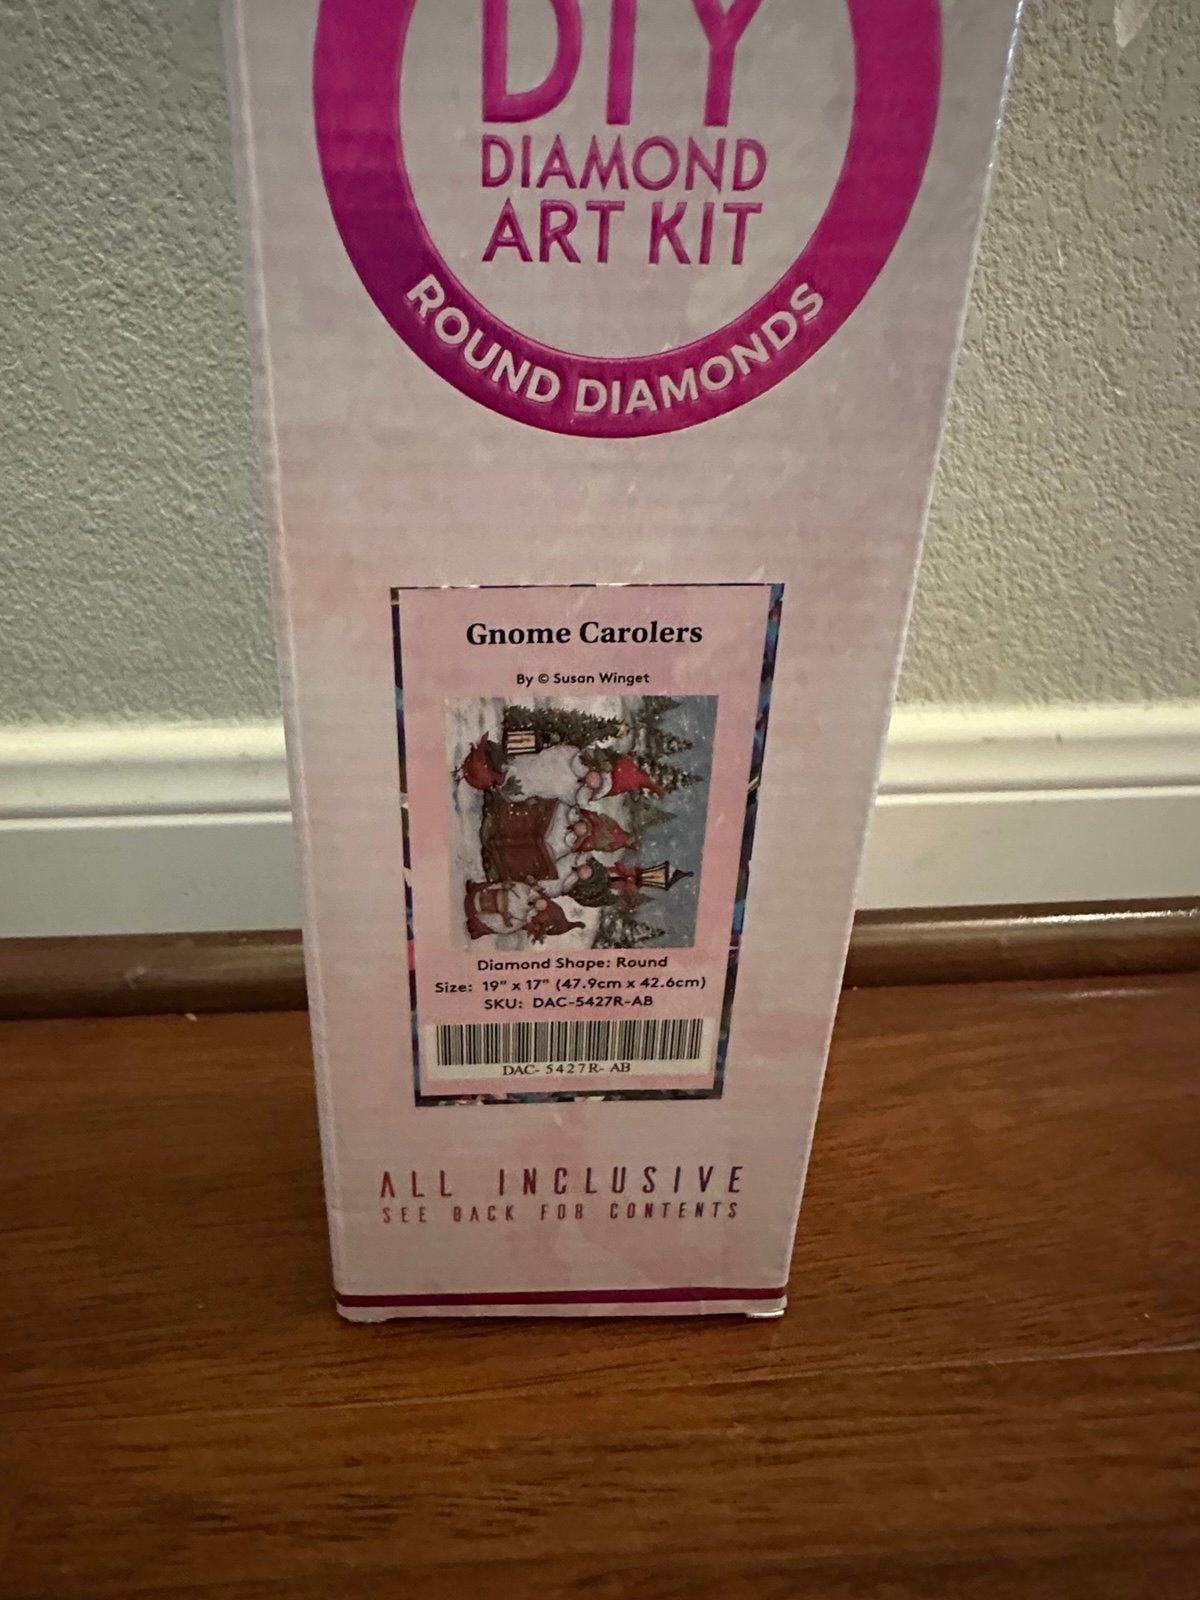 DIY
DIAMOND
ART KIT
ROUND DIAMONDS
Gnome Carolers
By © Susan Winget
Diamond Shape: Round
Size: 19" x 17" (47.9cm x 42.6cm)
SKU: DAC-5427R-AB
DAC- 5427R- AB
ALL INCLUSIVE
SEE BACK FOR CONTENTS